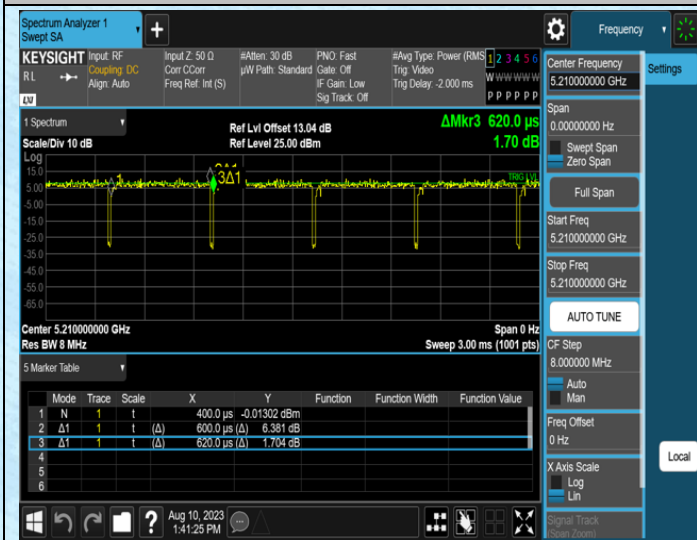 Spectrum Analyzer 1
Swept SA
Frequency
KEYSIGHT
RL
Input: RF
Coupling: DC
Align: Auto
Input Z: 50 Ω
Corr CCorr
Freq Ref: Int (S)
#Atten: 30 dB
µW Path: Standard
PNO: Fast
Gate: Off
IF Gain: Low
Sig Track: Off
#Avg Type: Power (RMS
Trig: Video
Trig Delay: -2.000 ms
1 2 3 4 5 6
W W W W W W
P P P P P P
LXI
1 Spectrum
Scale/Div 10 dB
Ref Lvl Offset 13.04 dB
Ref Level 25.00 dBm
ΔMkr3 620.0 µs
1.70 dB
Log
15.0
5.00
-5.00
-15.0
-25.0
-35.0
-45.0
-55.0
-65.0
1
3Δ1
TRIG LVL
Center 5.210000000 GHz
Res BW 8 MHz
Span 0 Hz
Sweep 3.00 ms (1001 pts)
5 Marker Table
Mode Trace Scale X Y Function Function Width Function Value
1 N 1 t 400.0 µs -0.01302 dBm
2 Δ1 1 t (Δ) 600.0 µs (Δ) 6.381 dB
3 Δ1 1 t (Δ) 620.0 µs (Δ) 1.704 dB
4
5
6
Aug 10, 2023
1:41:25 PM
Center Frequency
5.210000000 GHz
Span
0.00000000 Hz
Swept Span
Zero Span
Full Span
Start Freq
5.210000000 GHz
Stop Freq
5.210000000 GHz
AUTO TUNE
CF Step
8.000000 MHz
Auto
Man
Freq Offset
0 Hz
X Axis Scale
Log
Lin
Signal Track
(Span Zoom)
Settings
Local